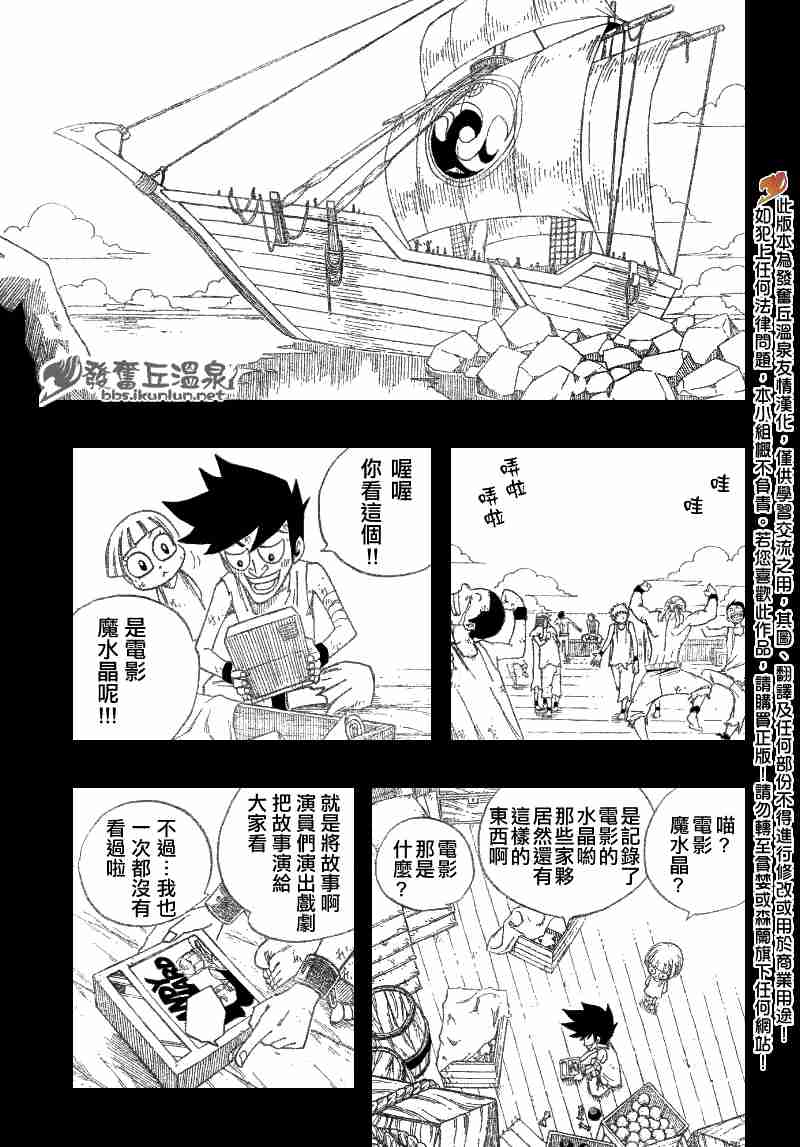 發奮丘溫泉
bbs.ikunlun.net
哇
哇
哢啦
哢啦
喔喔
你看這個!!
是電影
魔水晶呢!!!
喵？
電影
魔水晶？
是記錄了
電影的
水晶喲
那些家夥
居然還有
這樣的
東西啊
電影
那是
什麼？
就是將故事啊
演員們演出戲劇
把故事演給
大家看
不過…我也
一次都沒有
看過啦
此版本為發奮丘溫泉友情漢化，僅供學習交流之用，其圖、翻譯及任何部份不得進行修改或用於商業用途！
如犯上任何法律問題，本小組概不負責。若您喜歡此作品，請購買正版！請勿轉至貪婪或森蘭旗下任何網站！